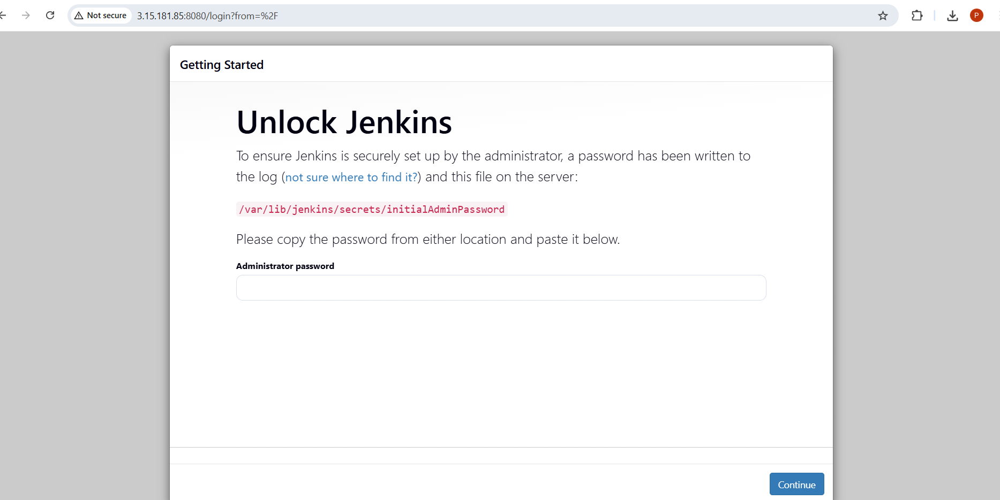 Not secure 3.15.181.85:8080/login?from=%2F P
Getting Started
Unlock Jenkins
To ensure Jenkins is securely set up by the administrator, a password has been written to
the log (not sure where to find it?) and this file on the server:
/var/lib/jenkins/secrets/initialAdminPassword
Please copy the password from either location and paste it below.
Administrator password
Continue